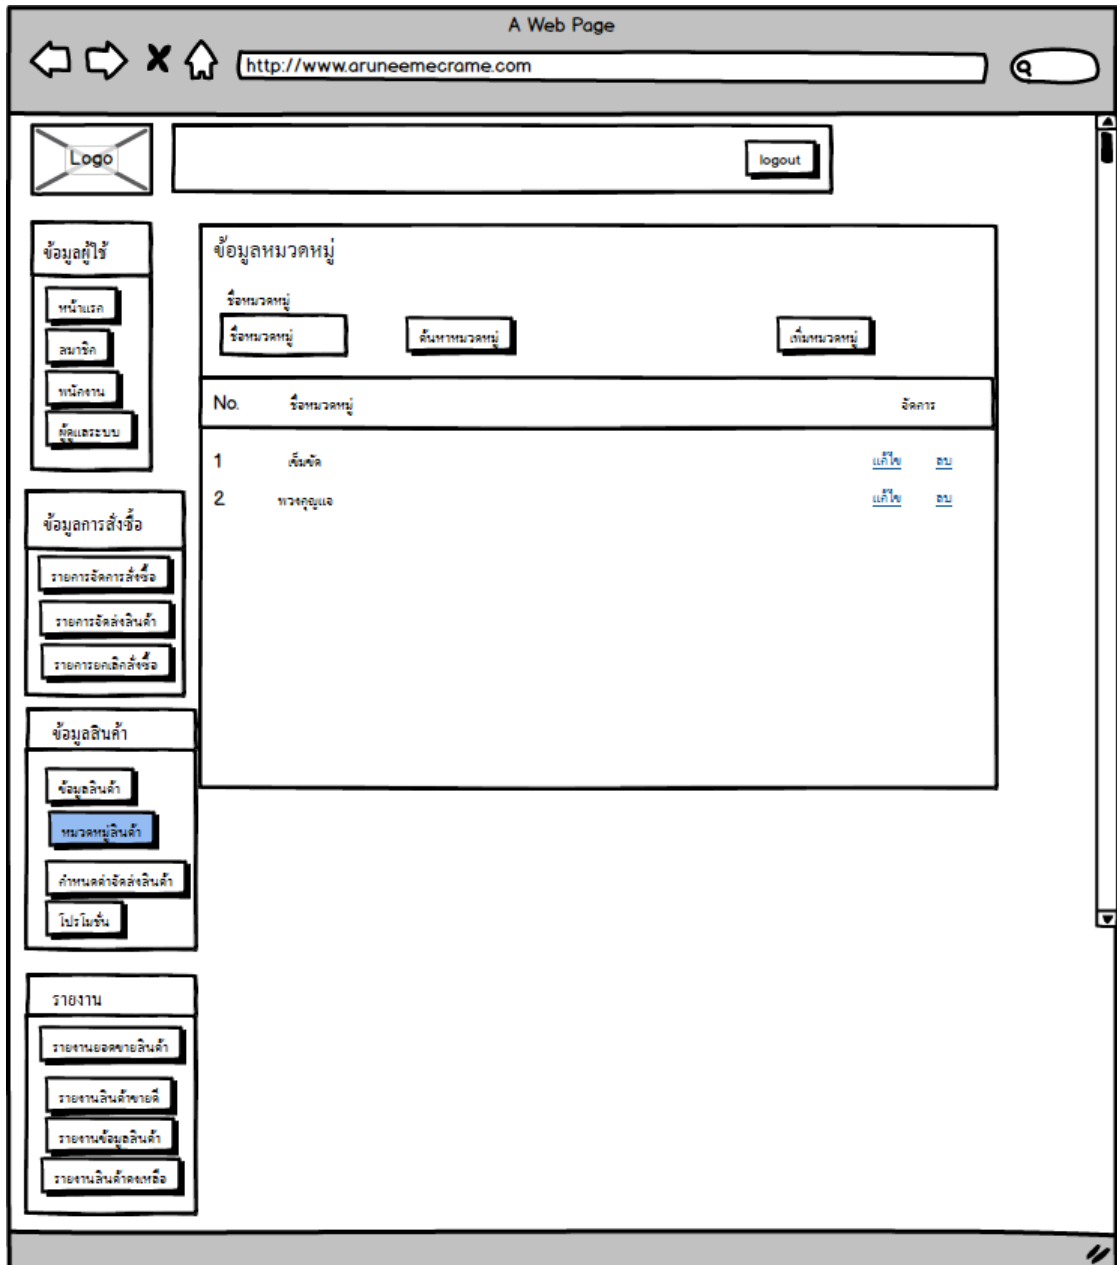 A Web Page
http://www.aruneemecrame.com
Logo
logout
ข้อมูลผู้ใช้
หน้าแรก
สมาชิก
พนักงาน
ผู้ดูแลระบบ
ข้อมูลการสั่งซื้อ
รายการจัดการสั่งซื้อ
รายการจัดส่งสินค้า
รายการยกเลิกสั่งซื้อ
ข้อมูลสินค้า
ข้อมูลสินค้า
หมวดหมู่สินค้า
กำหนดค่าจัดส่งสินค้า
โปรโมชั่น
รายงาน
รายงานยอดขายสินค้า
รายงานสินค้าขายดี
รายงานข้อมูลสินค้า
รายงานสินค้าคงเหลือ
ข้อมูลหมวดหมู่
ชื่อหมวดหมู่
ชื่อหมวดหมู่ ค้นหาหมวดหมู่ เพิ่มหมวดหมู่
No. ชื่อหมวดหมู่ จัดการ
1 เข็มขัด แก้ไข ลบ
2 พวงกุญแจ แก้ไข ลบ